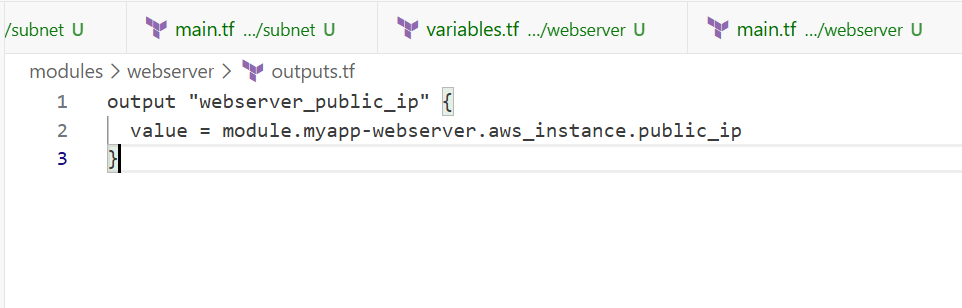 /subnet U main.tf .../subnet U variables.tf .../webserver U main.tf .../webserver U
modules > webserver > outputs.tf
1 output "webserver_public_ip" {
2 value = module.myapp-webserver.aws_instance.public_ip
3 }